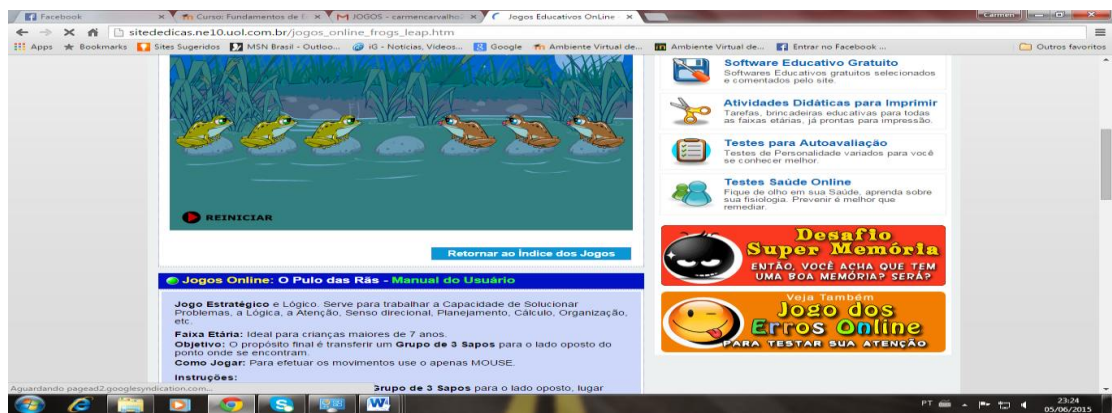 Facebook
Curso: Fundamentos de E
JOGOS - carmencarvalho.
Jogos Educativos OnLine
Carmen
sitededicas.ne10.uol.com.br/jogos_online_frogs_leap.htm
Apps
Bookmarks
Sites Sugeridos
MSN Brasil - Outloo...
iG - Notícias, Vídeos...
Google
Ambiente Virtual de...
Ambiente Virtual de...
Entrar no Facebook ...
Outros favoritos
REINICIAR
Retornar ao Índice dos Jogos
Jogos Online: O Pulo das Rãs - Manual do Usuário
Jogo Estratégico e Lógico. Serve para trabalhar a Capacidade de Solucionar
Problemas, a Lógica, a Atenção, Senso direcional, Planejamento, Cálculo, Organização,
etc.
Faixa Etária: Ideal para crianças maiores de 7 anos.
Objetivo: O propósito final é transferir um Grupo de 3 Sapos para o lado oposto do
ponto onde se encontram.
Como Jogar: Para efetuar os movimentos use o apenas MOUSE.
Instruções:
Grupo de 3 Sapos para o lado oposto, lugar
Aguardando pagead2.googlesyndication.com...
Software Educativo Gratuito
Softwares Educativos gratuitos selecionados
e comentados pelo site.
Atividades Didáticas para Imprimir
Tarefas, brincadeiras educativas para todas
as faixas etárias, já prontas para impressão.
Testes para Autoavaliação
Testes de Personalidade variados para você
se conhecer melhor.
Testes Saúde Online
Fique de olho em sua Saúde, aprenda sobre
sua fisiologia. Prevenir é melhor que
remediar.
Desafio
Super Memória
ENTÃO, VOCÊ ACHA QUE TEM
UMA BOA MEMÓRIA? SERÁ?
Veja Também
Jogo dos
Erros Online
PARA TESTAR SUA ATENÇÃO
PT
23:24
05/06/2015